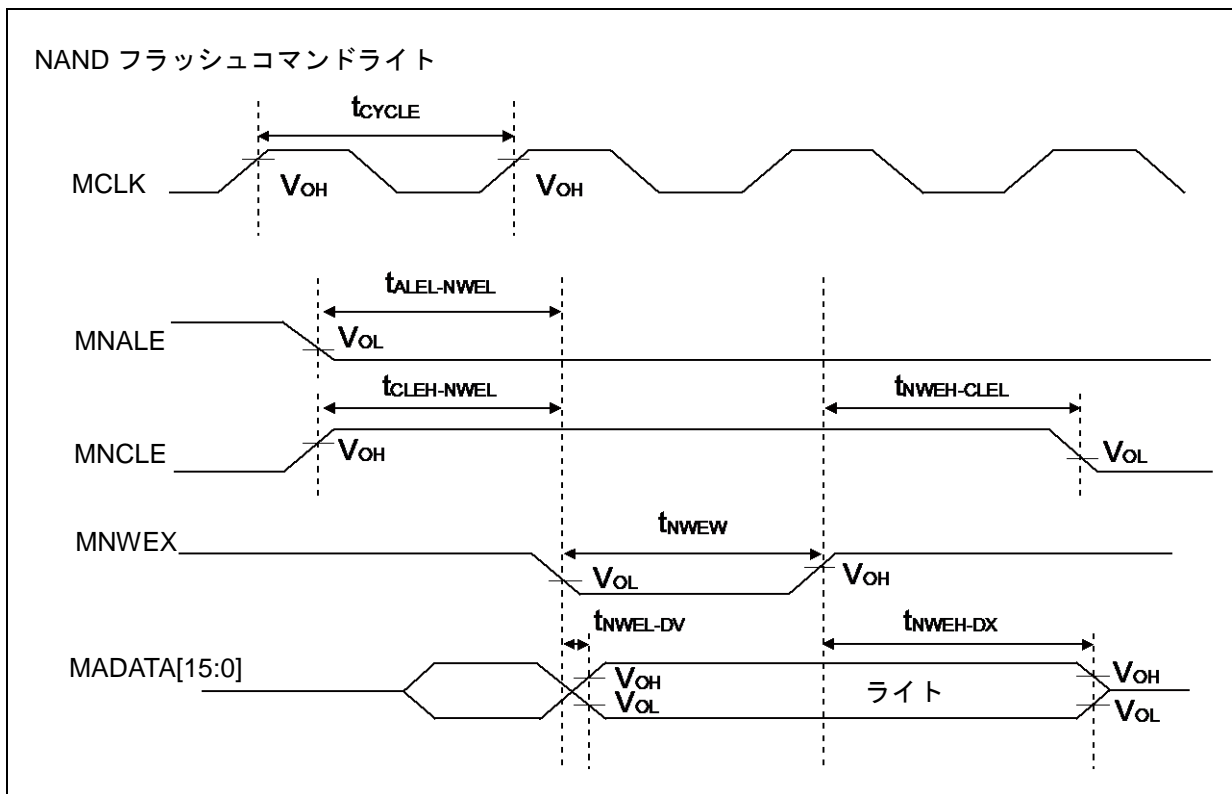 NAND フラッシュコマンドライト
tCYCLE
MCLK
VOH
VOH
tALEL-NWEL
MNALE
VOL
tCLEH-NWEL
tNWEH-CLEL
MNCLE
VOH
VOL
tNWEW
MNWEX
VOL
VOH
tNWEL-DV
tNWEH-DX
MADATA[15:0]
VOH
VOL
ライト
VOH
VOL